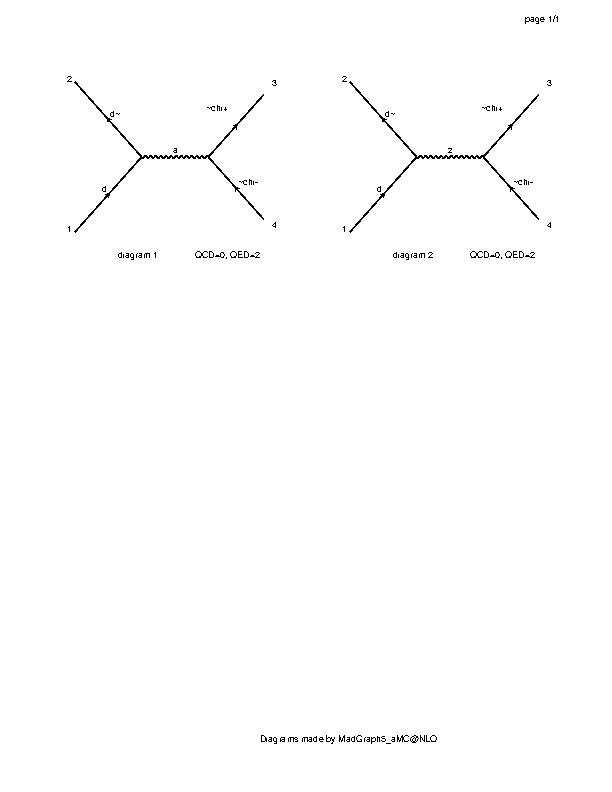 page 1/1
2
3
d~
~chi+
a
d
~chi-
1
4
diagram 1 QCD=0, QED=2
2
3
d~
~chi+
z
d
~chi-
1
4
diagram 2 QCD=0, QED=2
Diagrams made by MadGraph5_aMC@NLO